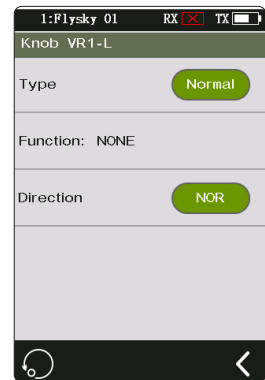 1:Flysky 01 RX TX
Knob VR1-L
Type Normal
Function: NONE
Direction NOR